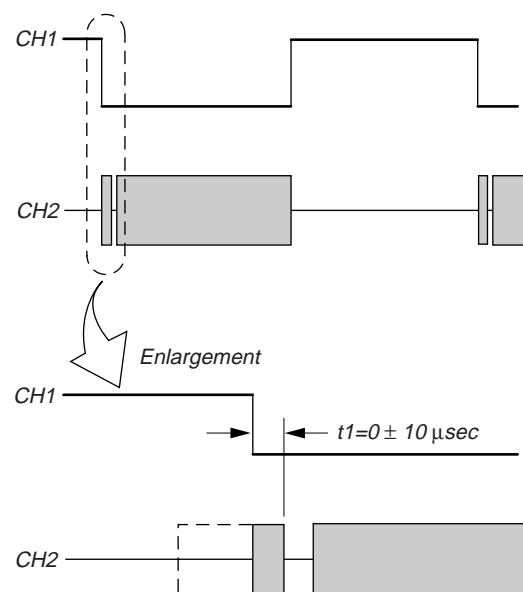 CH1
CH2
Enlargement
CH1
t1=0 ± 10 μsec
CH2